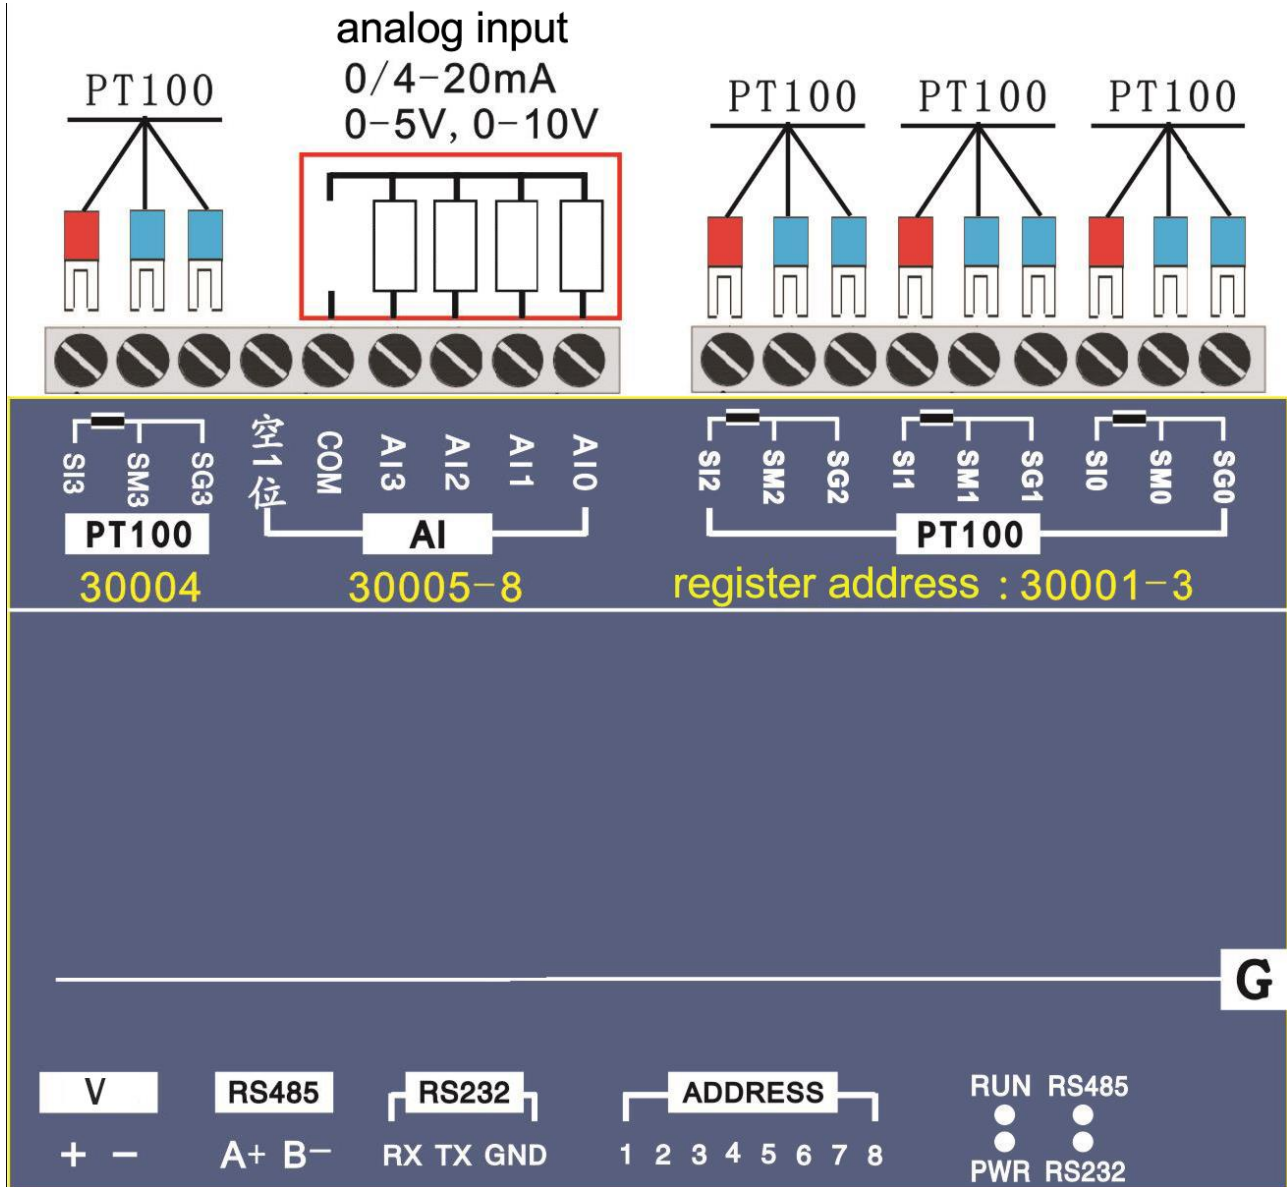 analog input
0/4-20mA
0-5V, 0-10V
PT100
PT100
PT100
PT100
SI3
SM3
SG3
空1位
COM
AI3
AI2
AI1
AI0
SI2
SM2
SG2
SI1
SM1
SG1
SI0
SM0
SG0
PT100
AI
PT100
30004
30005-8
register address : 30001-3
G
V
RS485
RS232
ADDRESS
RUN RS485
+ -
A+ B-
RX TX GND
1 2 3 4 5 6 7 8
PWR RS232